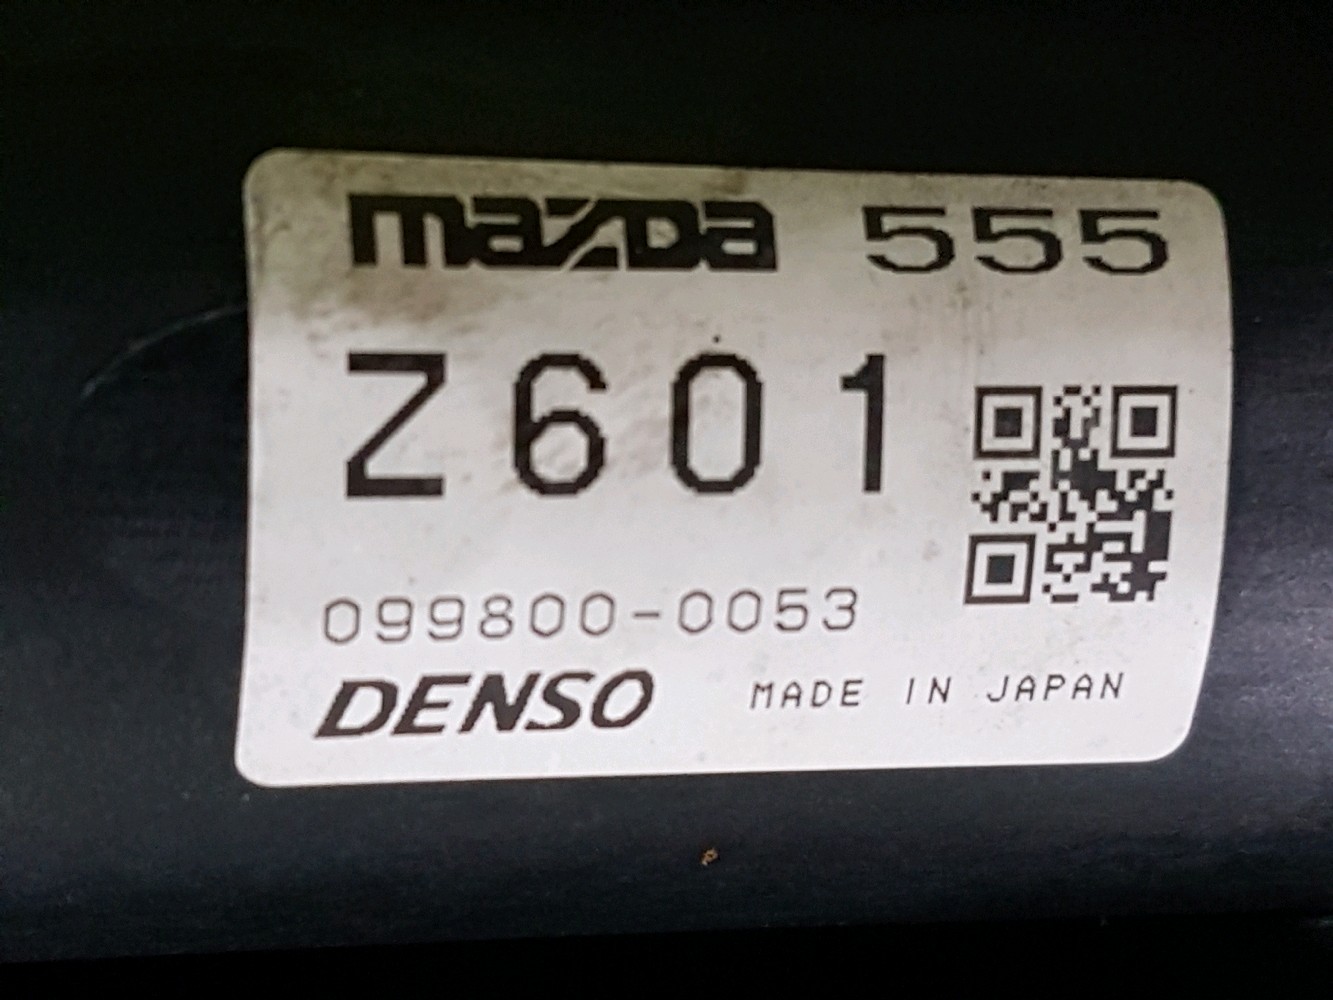 mazda 555
Z601
099800-0053
DENSO MADE IN JAPAN